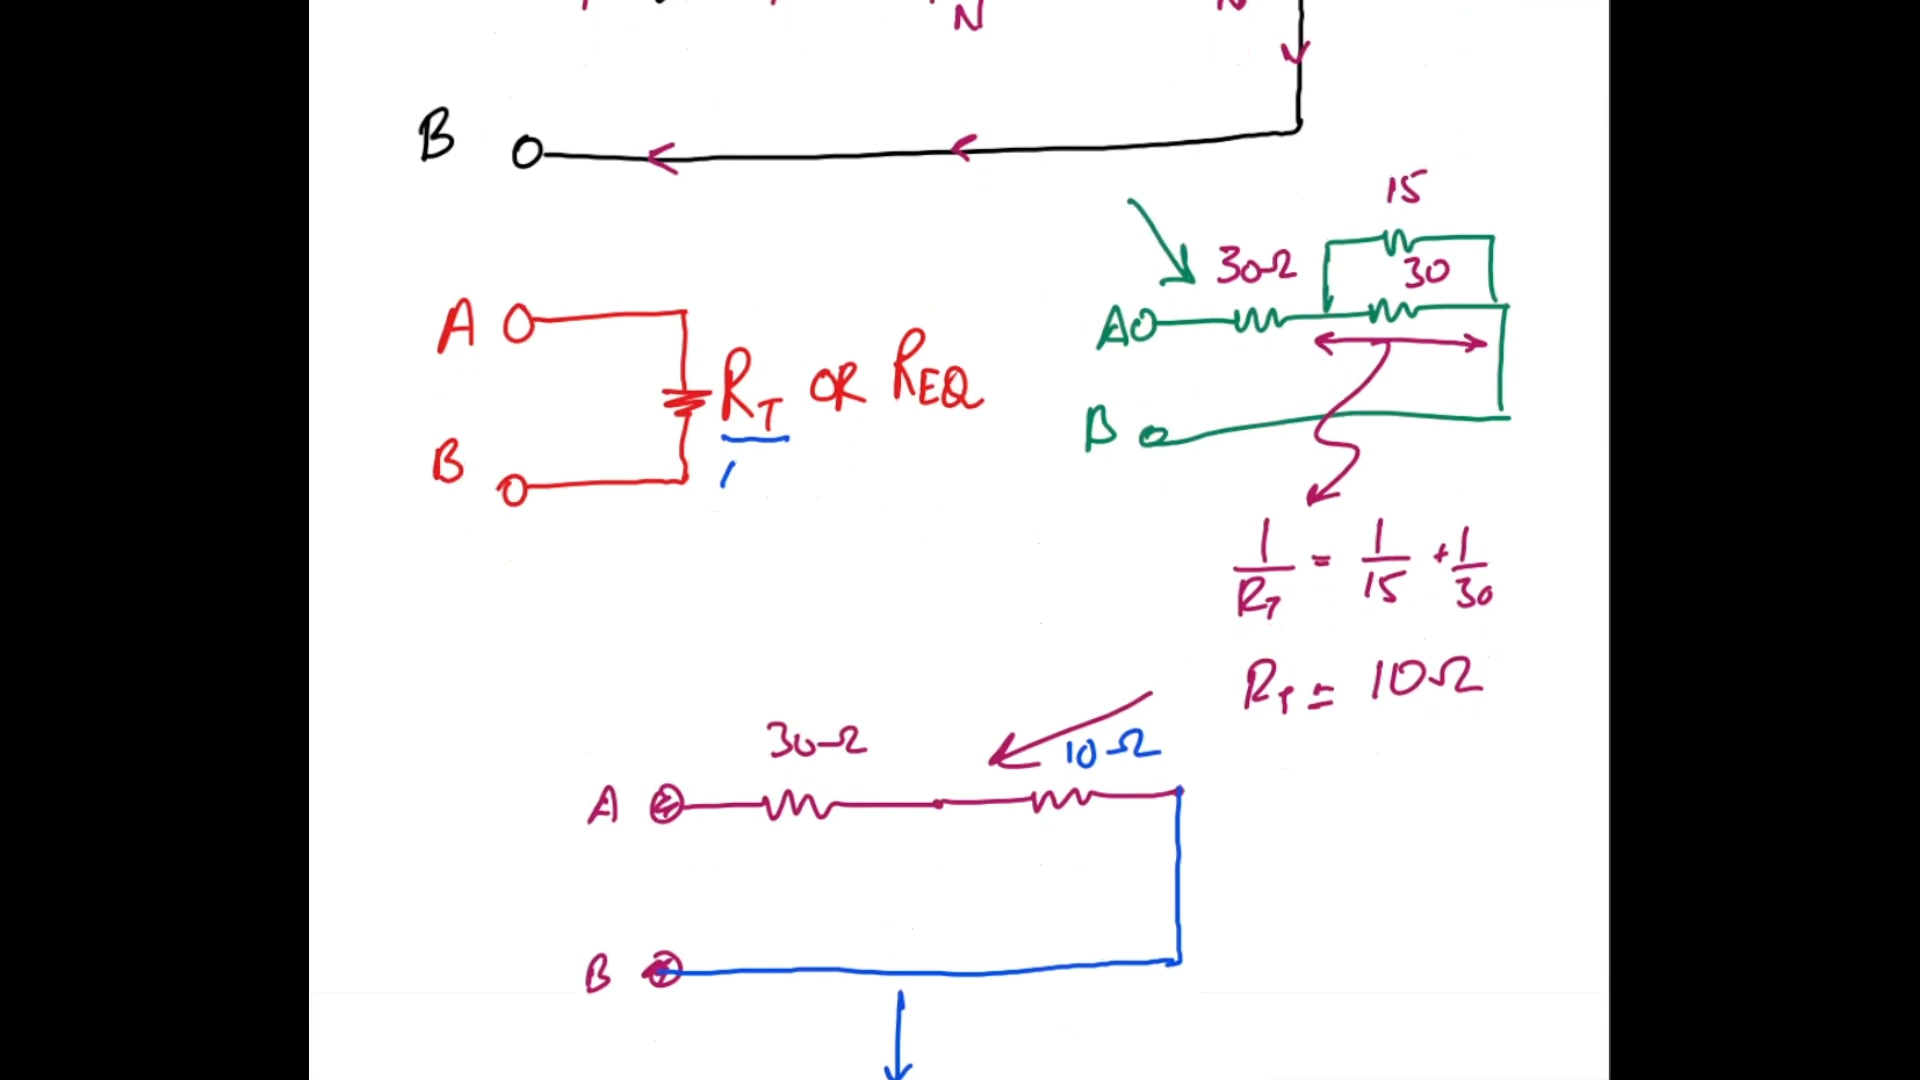 N
B
15
30Ω
30
A
A
R_T OR R_EQ
B
B
1/R_T = 1/15 + 1/30
R_T = 10Ω
30Ω
10Ω
A
B